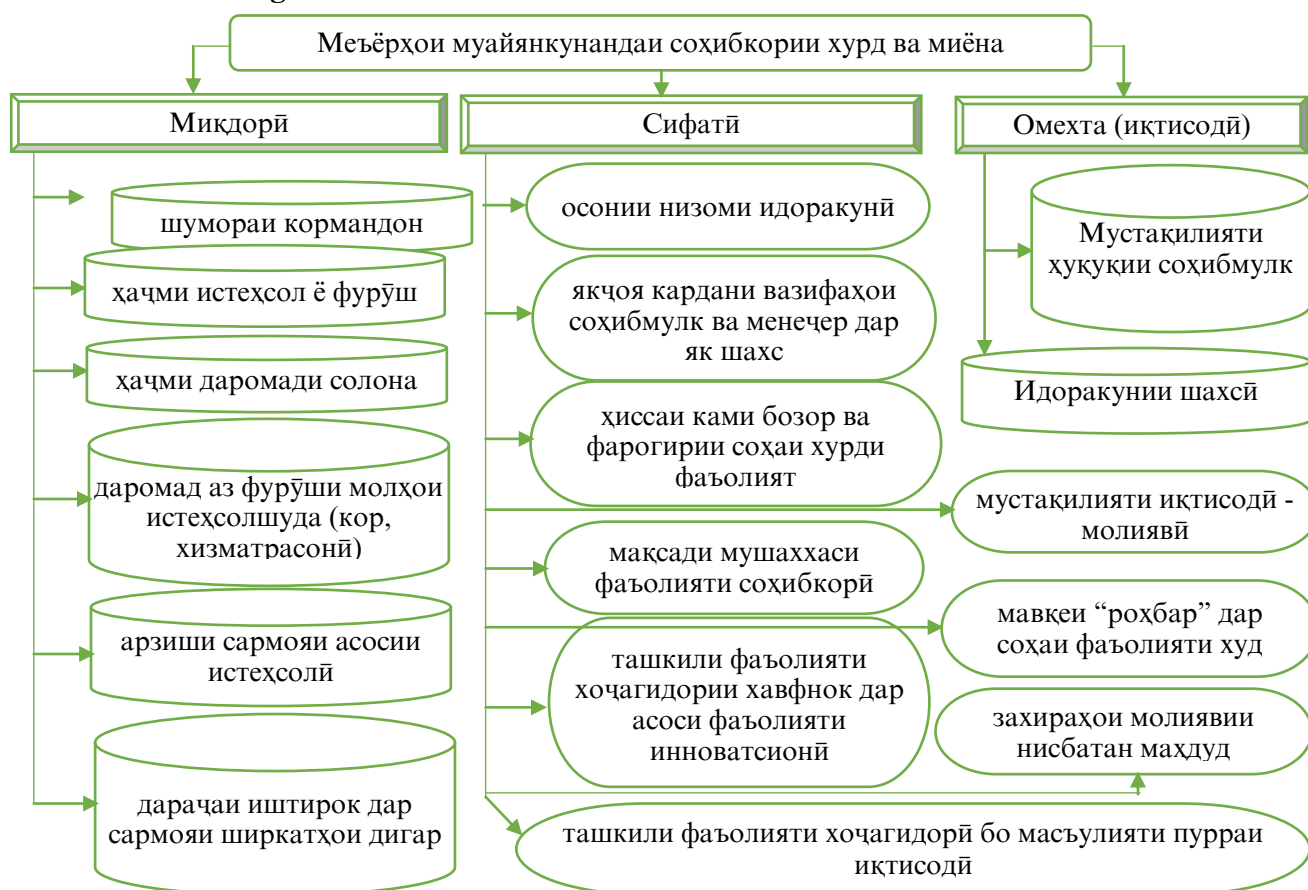 Меъёрҳои муайянкунандаи соҳибкории хурд ва миёна
Миқдорӣ
шумораи кормандон
ҳаҷми истеҳсол ё фурӯш
ҳаҷми даромади солона
даромад аз фурӯши молҳои
истеҳсолшуда (кор,
хизматрасонӣ)
арзиши сармояи асосии
истеҳсолӣ
дараҷаи иштирок дар
сармояи ширкатҳои дигар
Сифатӣ
осонии низоми идоракунӣ
якҷоя кардани вазифаҳои
соҳибмулк ва менеҷер дар
як шахс
ҳиссаи ками бозор ва
фарогирии соҳаи хурди
фаъолият
мақсади мушаххаси
фаъолияти соҳибкорӣ
ташкили фаъолияти
хоҷагидории хавфнок дар
асоси фаъолияти
инноватсионӣ
мустақилияти иқтисодӣ -
молиявӣ
мавқеи “роҳбар” дар
соҳаи фаъолияти худ
захираҳои молиявии
нисбатан маҳдуд
ташкили фаъолияти хоҷагидорӣ бо масъулияти пурраи
иқтисодӣ
Омехта (иқтисодӣ)
Мустақилияти
ҳуқуқии соҳибмулк
Идоракунии шахсӣ